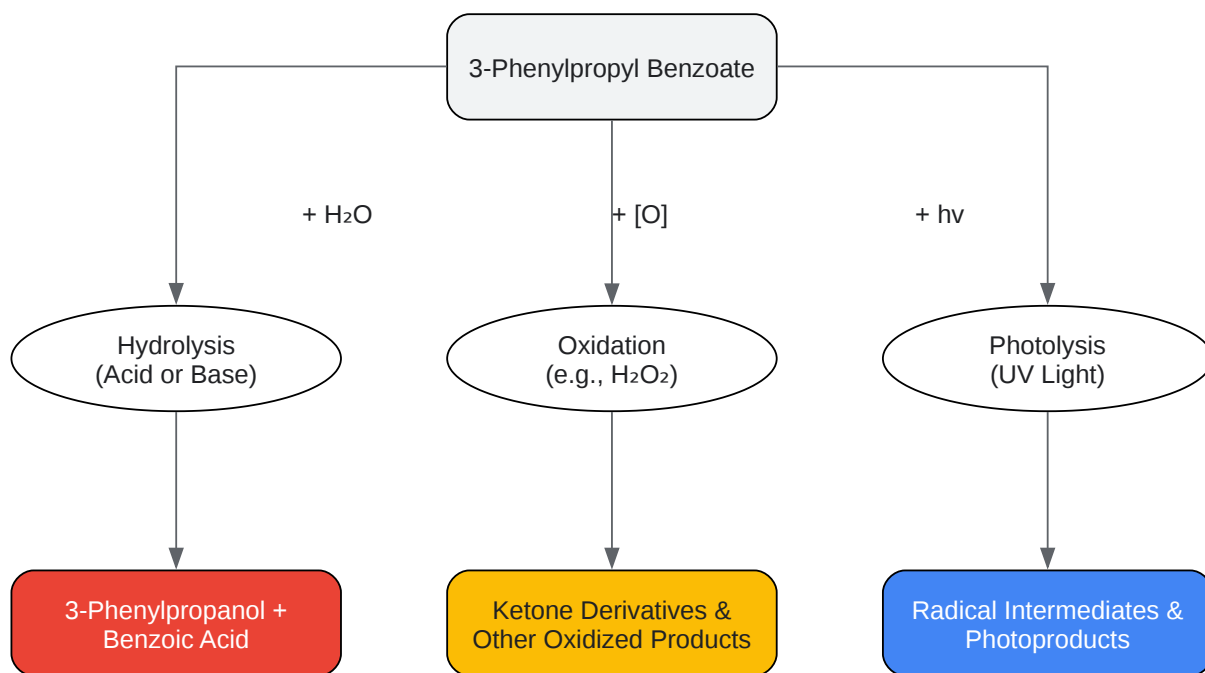 3-Phenylpropyl Benzoate
+ H₂O
+ [O]
+ hv
Hydrolysis
(Acid or Base)
Oxidation
(e.g., H₂O₂)
Photolysis
(UV Light)
3-Phenylpropanol +
Benzoic Acid
Ketone Derivatives &
Other Oxidized Products
Radical Intermediates &
Photoproducts